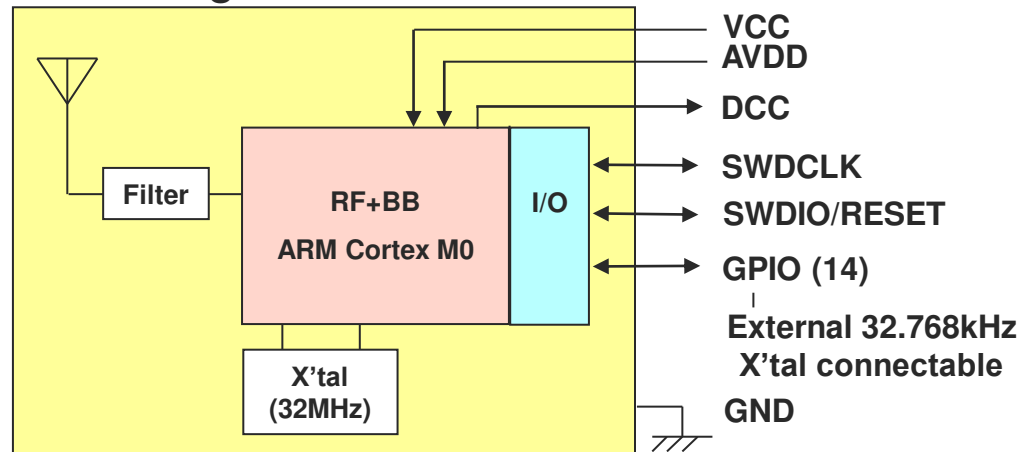 VCC
AVDD
DCC
SWDCLK
SWDIO/RESET
GPIO (14)
External 32.768kHz
X'tal connectable
GND
Filter
RF+BB
ARM Cortex M0
I/O
X'tal
(32MHz)